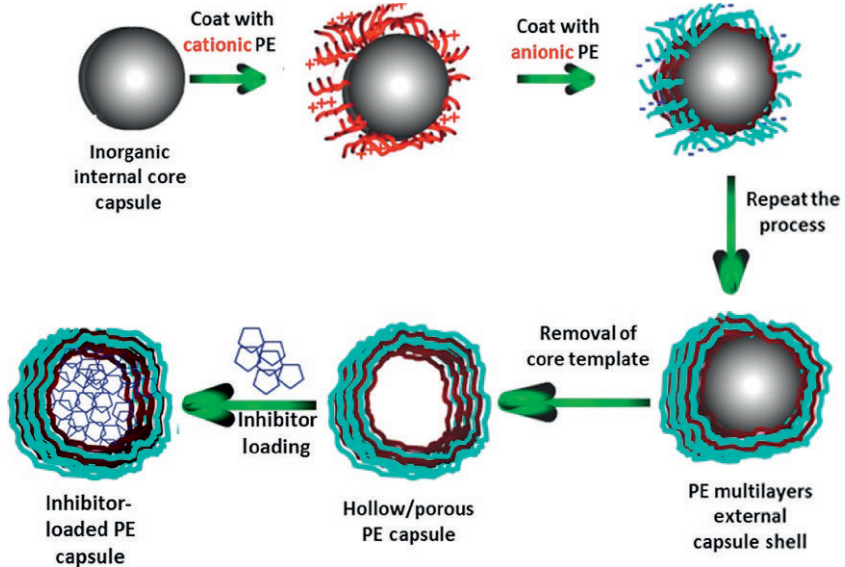 Coat with
cationic PE
Coat with
anionic PE
Inorganic
internal core
capsule
+++
++
+++
+++
+++
++
Repeat the
process
Removal of
core template
Inhibitor
loading
Inhibitor-
loaded PE
capsule
Hollow/porous
PE capsule
PE multilayers
external
capsule shell